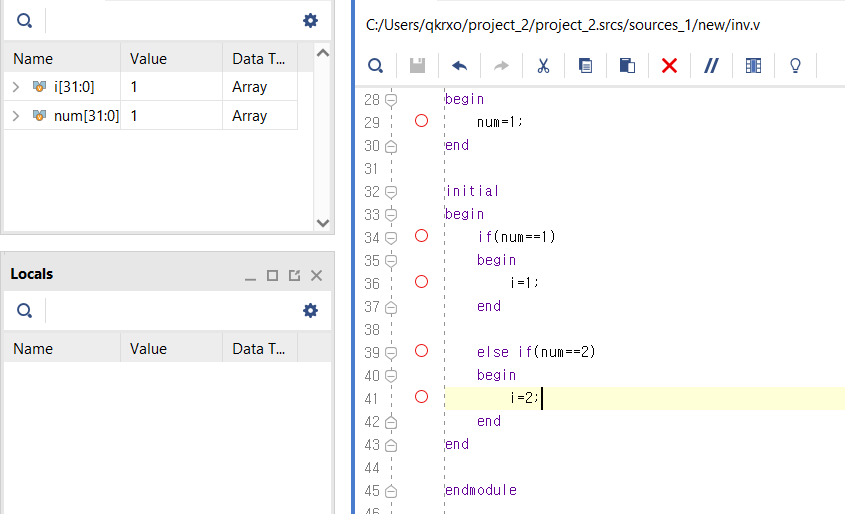 Name Value Data T...
i[31:0] 1 Array
num[31:0] 1 Array
Locals
Name Value Data T...
C:/Users/qkrxo/project_2/project_2.srcs/sources_1/new/inv.v
28 begin
29 num=1;
30 end
31
32 initial
33 begin
34 if(num==1)
35 begin
36 i=1;
37 end
38
39 else if(num==2)
40 begin
41 i=2;
42 end
43 end
44
45 endmodule
46